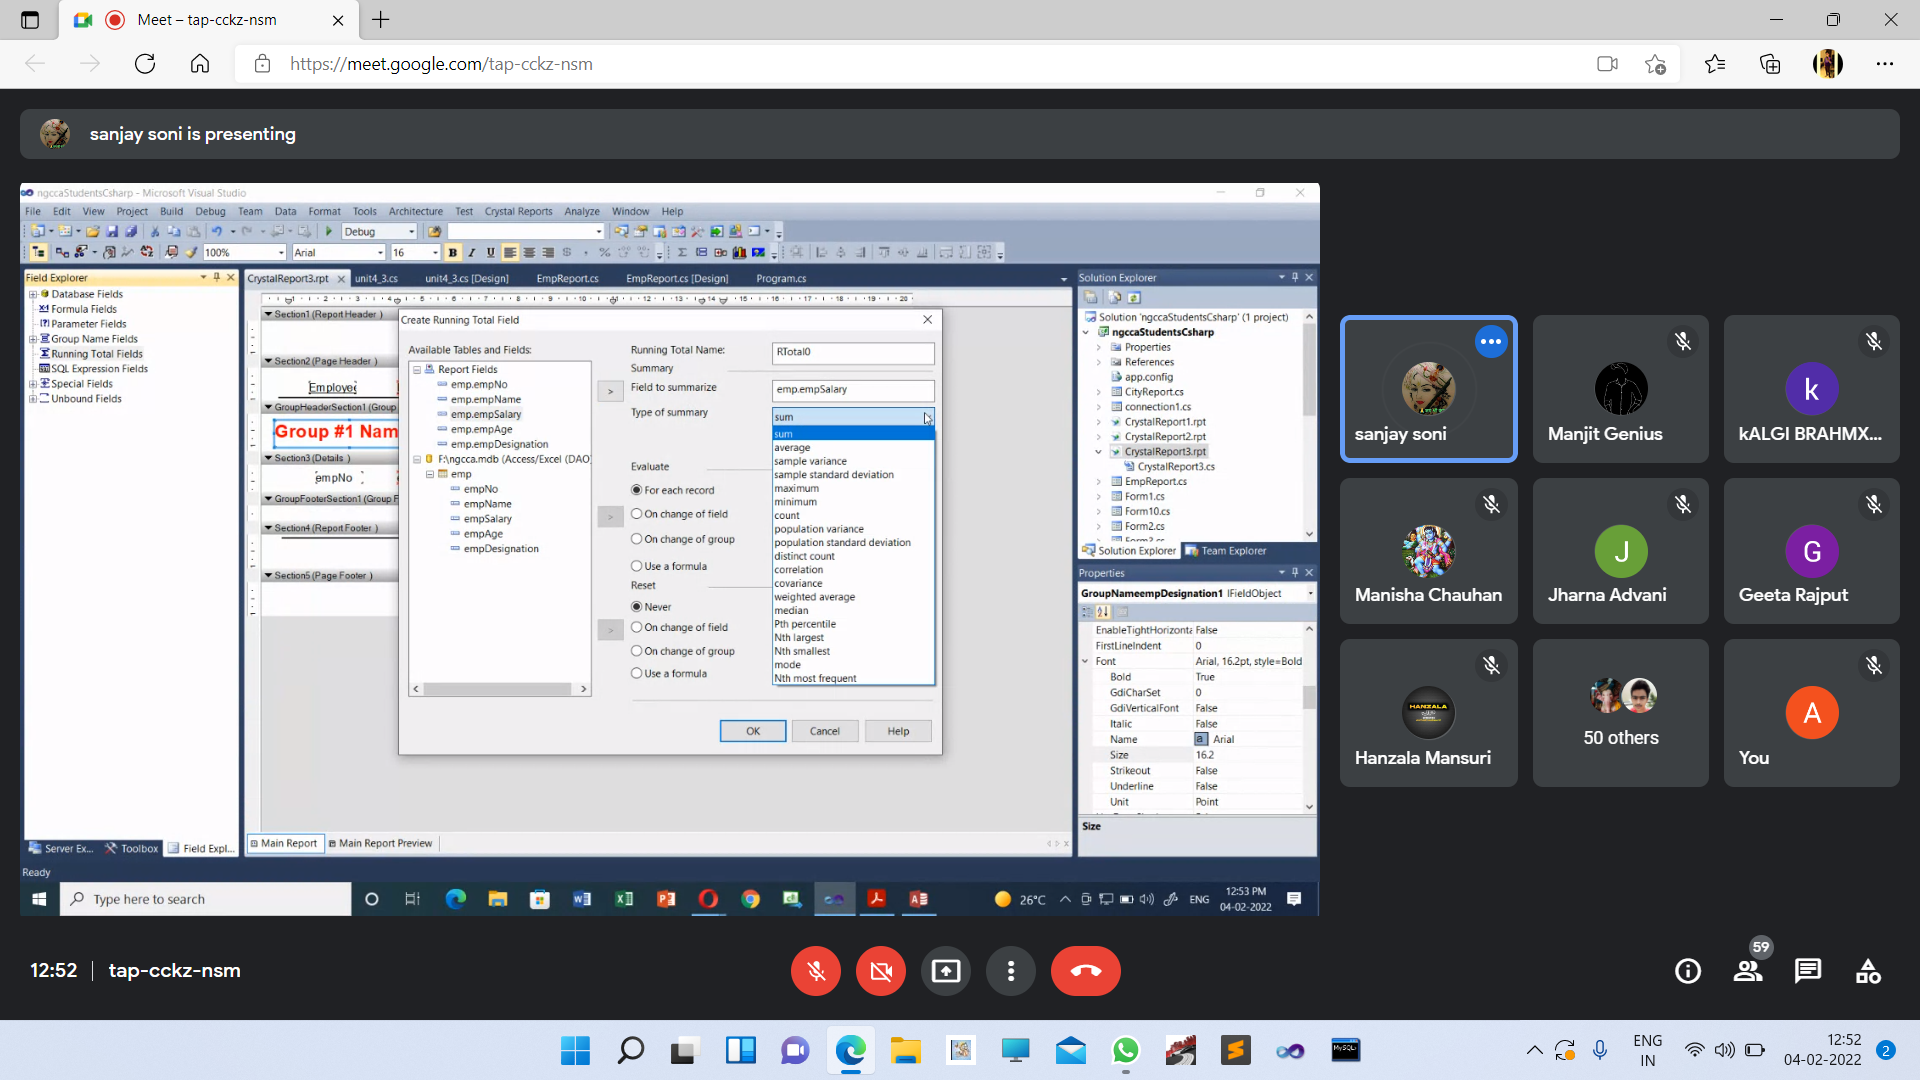 Meet – tap-cckz-nsm
https://meet.google.com/tap-cckz-nsm
sanjay soni is presenting
ngccaStudentsCsharp - Microsoft Visual Studio
File Edit View Project Build Debug Team Data Format Tools Architecture Test Crystal Reports Analyze Window Help
Debug
100% Arial 16 B I U
Field Explorer
Database Fields
Formula Fields
Parameter Fields
Group Name Fields
Running Total Fields
SQL Expression Fields
Special Fields
Unbound Fields
Server Ex... Toolbox Field Expl...
CrystalReport3.rpt unit4_3.cs unit4_3.cs [Design] EmpReport.cs EmpReport.cs [Design] Program.cs
Section1 (Report Header )
Section2 (Page Header )
Employe
GroupHeaderSection1 (Group
Group #1 Nam
Section3 (Details )
empNo
GroupFooterSection1 (Group F
Section4 (Report Footer )
Section5 (Page Footer )
Main Report Main Report Preview
Create Running Total Field
Available Tables and Fields:
Report Fields
emp.empNo
emp.empName
emp.empSalary
emp.empAge
emp.empDesignation
F:\ngcca.mdb (Access/Excel (DAO)
emp
empNo
empName
empSalary
empAge
empDesignation
Running Total Name: RTotal0
Summary
Field to summarize emp.empSalary
Type of summary sum
sum
average
sample variance
sample standard deviation
maximum
minimum
count
population variance
population standard deviation
distinct count
correlation
covariance
weighted average
median
Pth percentile
Nth largest
Nth smallest
mode
Nth most frequent
Evaluate
For each record
On change of field
On change of group
Use a formula
Reset
Never
On change of field
On change of group
Use a formula
OK Cancel Help
Solution Explorer
Solution 'ngccaStudentsCsharp' (1 project)
ngccaStudentsCsharp
Properties
References
app.config
CityReport.cs
connection1.cs
CrystalReport1.rpt
CrystalReport2.rpt
CrystalReport3.rpt
CrystalReport3.cs
EmpReport.cs
Form1.cs
Form10.cs
Form2.cs
Form3.cs
Solution Explorer Team Explorer
Properties
GroupNameempDesignation1 IFieldObject
EnableTightHorizonta False
FirstLineIndent 0
Font Arial, 16.2pt, style=Bold
Bold True
GdiCharSet 0
GdiVerticalFont False
Italic False
Name a Arial
Size 16.2
Strikeout False
Underline False
Unit Point
Size
Ready
Type here to search
26°C
ENG
12:53 PM
04-02-2022
sanjay soni
Manjit Genius
k
kALGI BRAHMX...
Manisha Chauhan
J
Jharna Advani
G
Geeta Rajput
HANZALA
Hanzala Mansuri
50 others
A
You
12:52 | tap-cckz-nsm
59
ENG
IN
12:52
04-02-2022
2